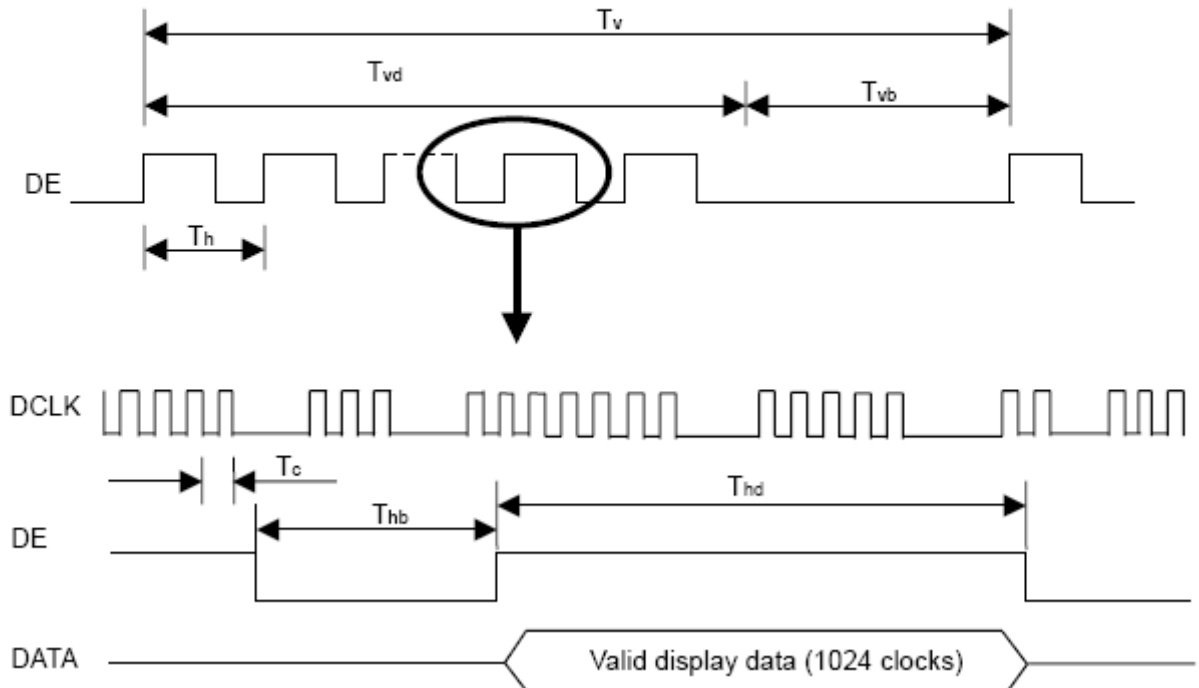 Tv
Tvd
Tvb
DE
Th
DCLK
Tc
Thd
Thb
DE
DATA Valid display data (1024 clocks)